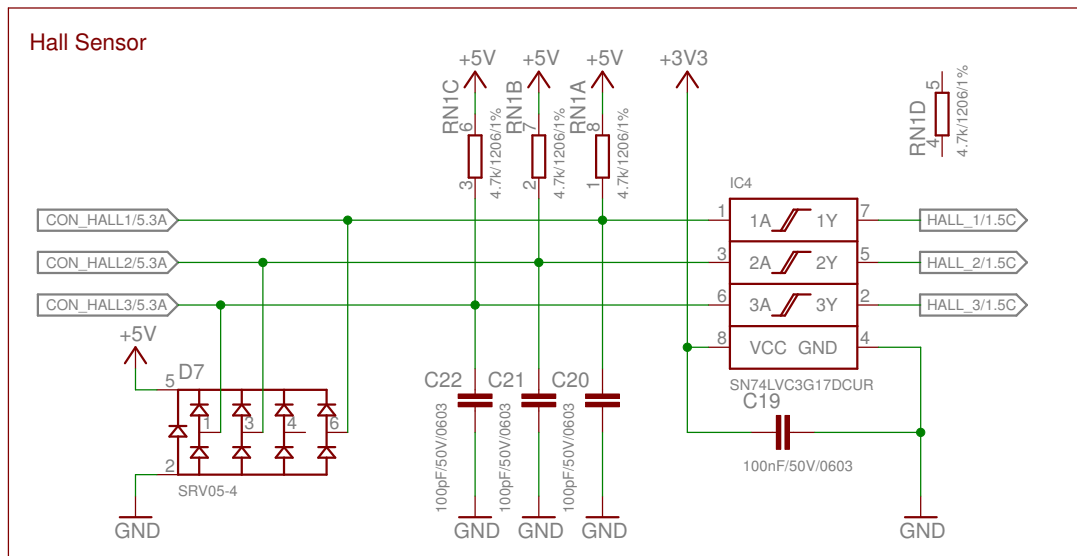 Hall Sensor
+5V
+5V
+5V
+3V3
RN1C
6
3
4.7k/1206/1%
RN1B
7
2
4.7k/1206/1%
RN1A
8
1
4.7k/1206/1%
RN1D
5
4
4.7k/1206/1%
IC4
CON_HALL1/5.3A
1
1A
1Y
7
HALL_1/1.5C
CON_HALL2/5.3A
3
2A
2Y
5
HALL_2/1.5C
CON_HALL3/5.3A
6
3A
3Y
2
HALL_3/1.5C
8
VCC
GND
4
SN74LVC3G17DCUR
+5V
D7
5
1
3
4
6
2
SRV05-4
GND
C22
100pF/50V/0603
C21
100pF/50V/0603
C20
100pF/50V/0603
C19
100nF/50V/0603
GND
GND
GND
GND